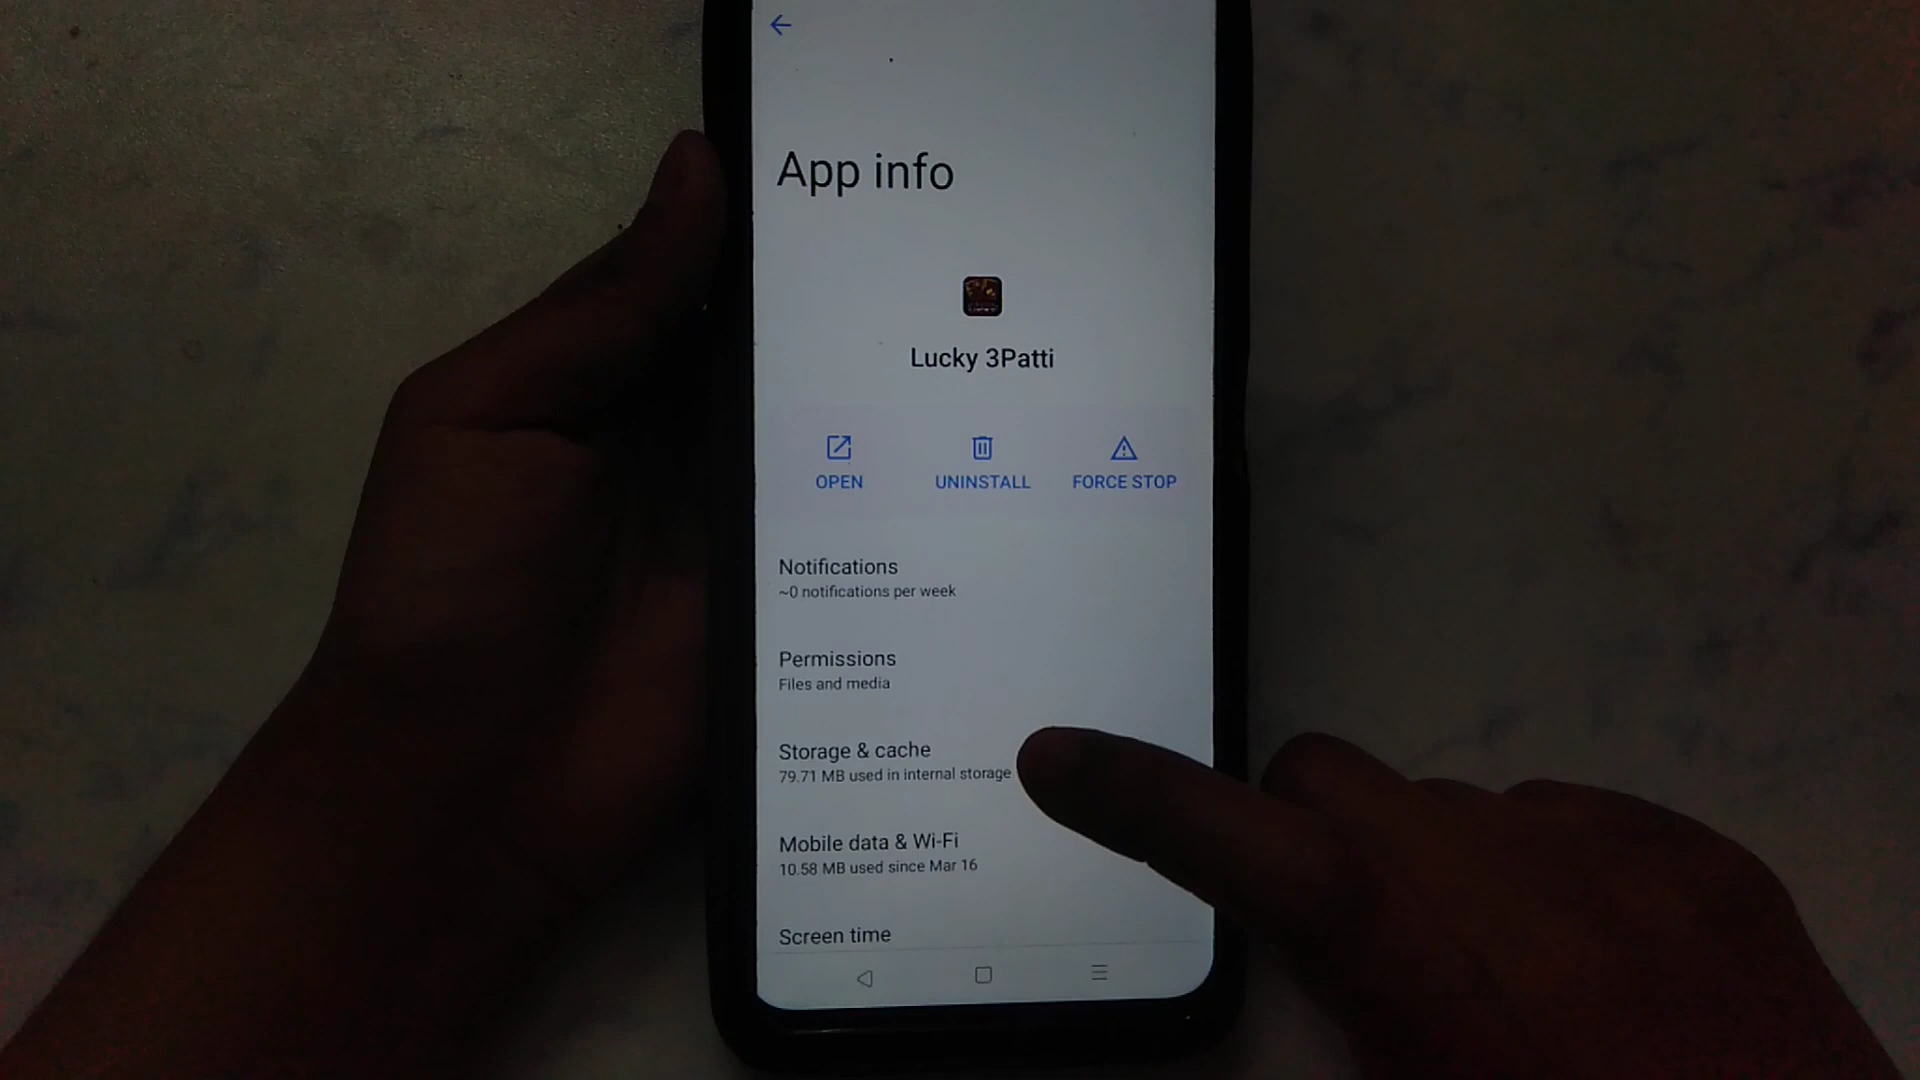 App info
Lucky 3Patti
OPEN UNINSTALL FORCE STOP
Notifications
~0 notifications per week
Permissions
Files and media
Storage & cache
79.71 MB used in internal storage
Mobile data & Wi-Fi
10.58 MB used since Mar 16
Screen time